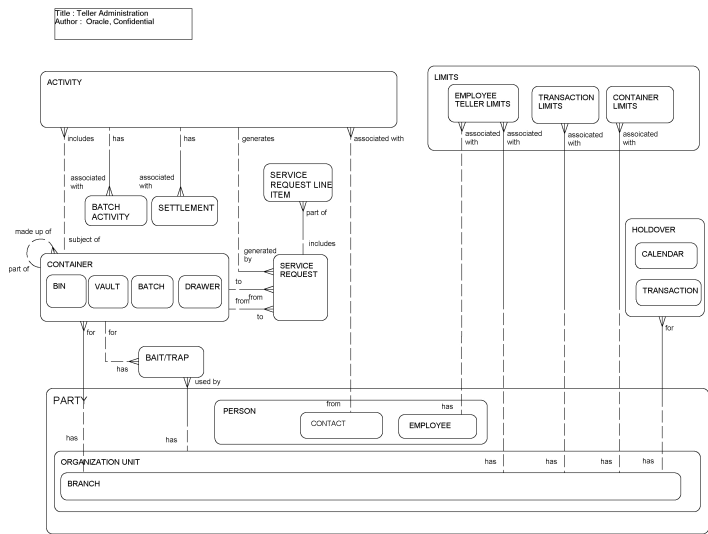 Title : Teller Administration
Author :  Oracle, Confidential
ACTIVITY
LIMITS
EMPLOYEE
TELLER LIMITS
TRANSACTION
LIMITS
CONTAINER
LIMITS
includes
has
has
generates
associated with
associated
with
associated
with
assoicated
with
assoicated
with
associated
with
associated
with
SERVICE
REQUEST LINE
ITEM
BATCH
ACTIVITY
SETTLEMENT
part of
made up of
subject of
part of
includes
generated
by
HOLDOVER
CALENDAR
TRANSACTION
CONTAINER
BIN
VAULT
BATCH
DRAWER
SERVICE
REQUEST
to
from
from
to
for
for
for
BAIT/TRAP
has
used by
PARTY
PERSON
from
CONTACT
has
EMPLOYEE
has
has
ORGANIZATION UNIT
has
has
has
has
BRANCH